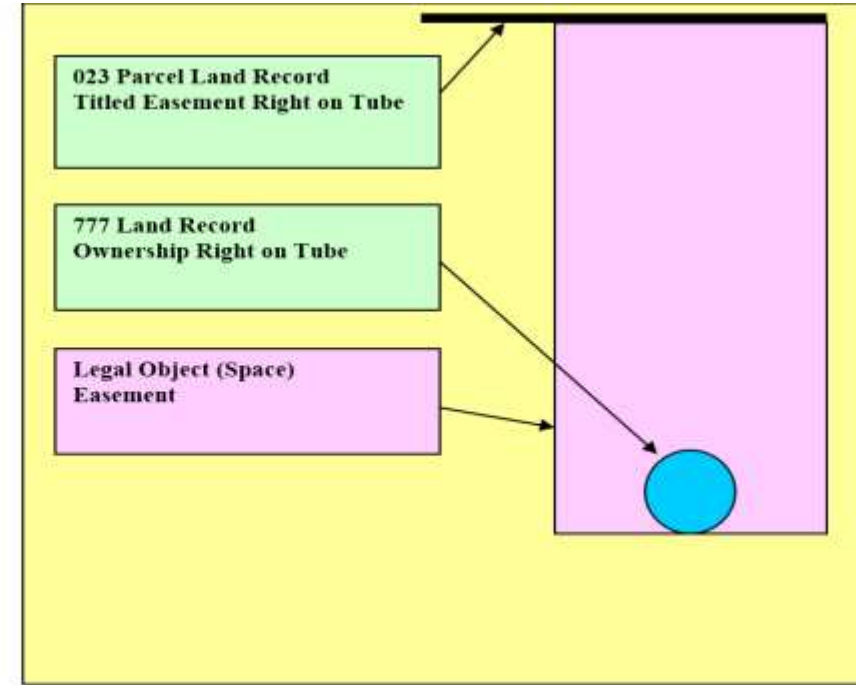 023 Parcel Land Record
Titled Easement Right on Tube
777 Land Record
Ownership Right on Tube
Legal Object (Space)
Easement